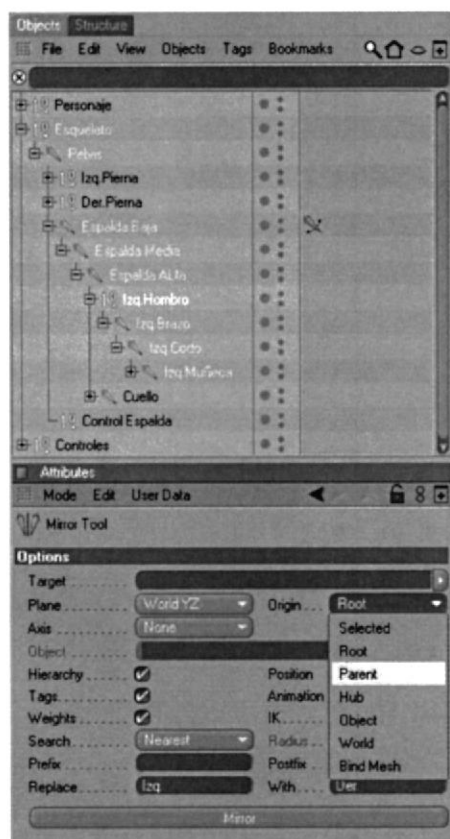 Objects Structure
File Edit View Objects Tags Bookmarks
Personaje
Esqueleto
Pelvis
Izq.Pierna
Der.Pierna
Espalda Baja
Espalda Media
Espalda Alta
Izq.Hombro
Izq.Brazo
Izq.Codo
Izq.Muñeca
Cuello
Control Espalda
Controles
Attributes
Mode Edit User Data
Mirror Tool
Options
Target
Plane World YZ Origin Root
Axis None Selected
Object Root
Hierarchy Position Parent
Tags Animation Hub
Weights IK Object
Search Nearest Radius World
Prefix Postfix Bind Mesh
Replace Izq With Der
Mirror